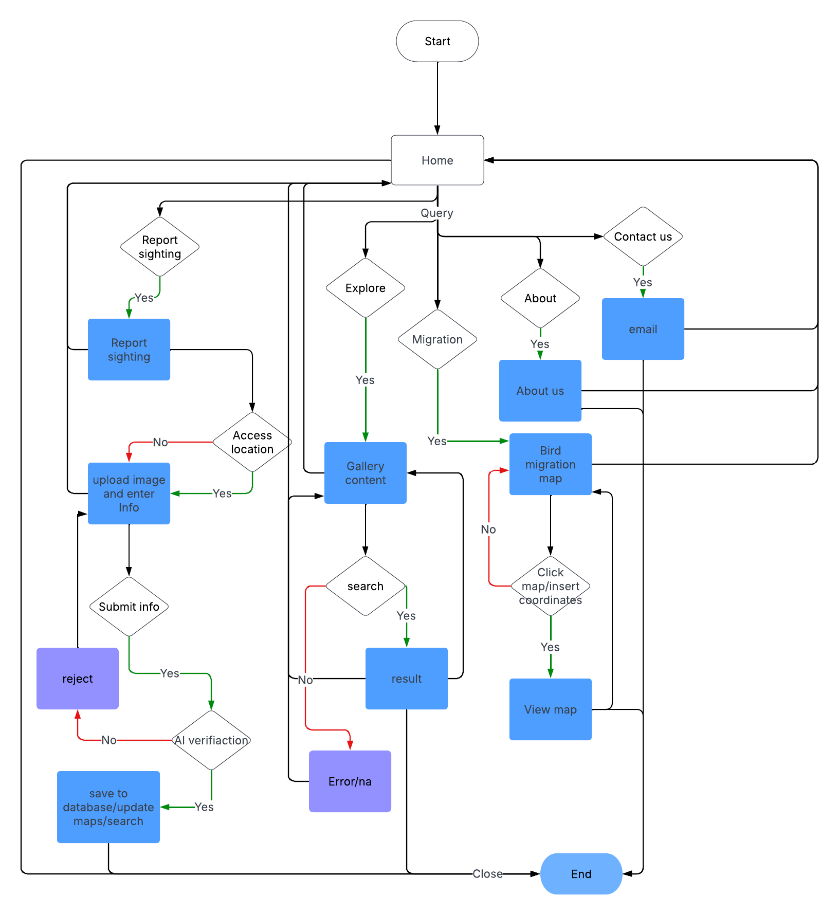 Start
Home
Query
Report
sighting
Contact us
Explore
About
Yes
Yes
Migration
email
Yes
Report
sighting
Yes
About us
Access
location
No
Yes
Bird
migration
map
Gallery
content
upload image
and enter
Info
Yes
No
Click
map/insert
coordinates
search
Submit info
Yes
Yes
Yes
reject
No
result
View map
No
AI verifiaction
Error/na
save to
database/update
maps/search
Yes
Close
End